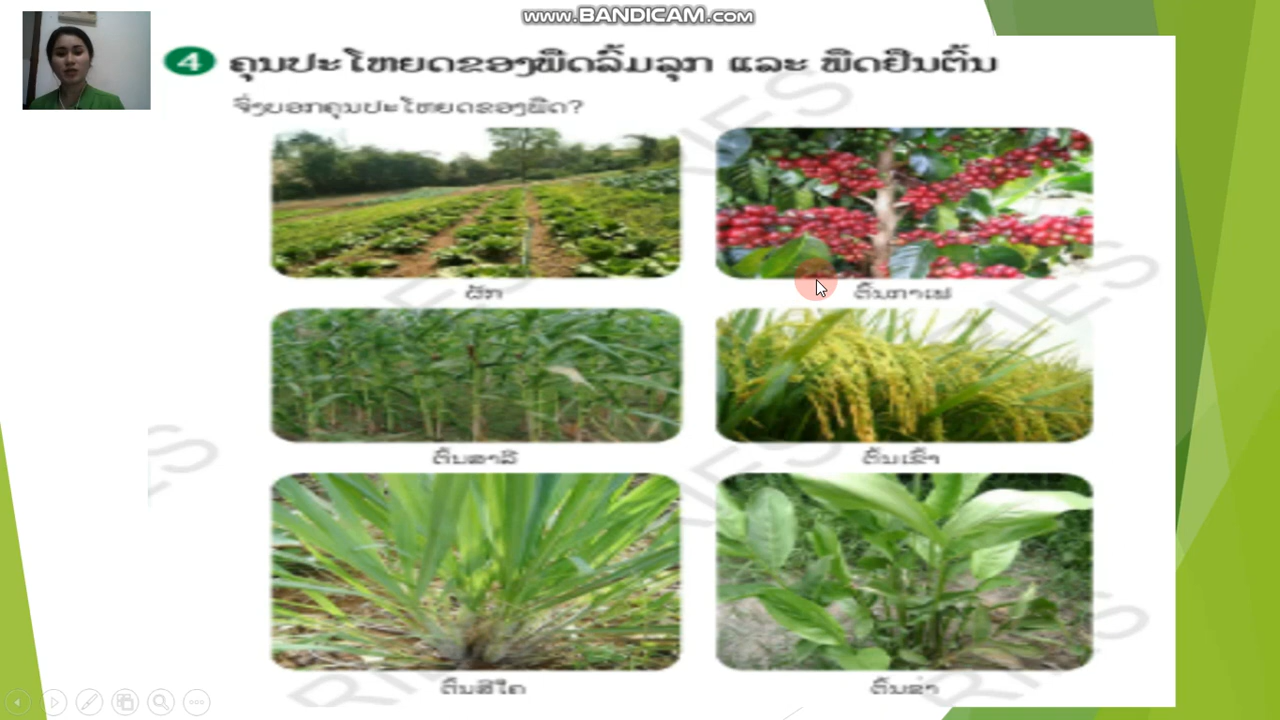 www.BANDICAM.com
4 ຄຸນປະໂຫຍດຂອງພືດລົ້ມລຸກ ແລະ ພືດຢືນຕົ້ນ
ຈົ່ງບອກຄຸນປະໂຫຍດຂອງພືດ?
ຜັກ
ຕົ້ນກາເຟ
ຕົ້ນສາລີ
ຕົ້ນເຂົ້າ
ຕົ້ນສີໄຄ
ຕົ້ນຂ່າ